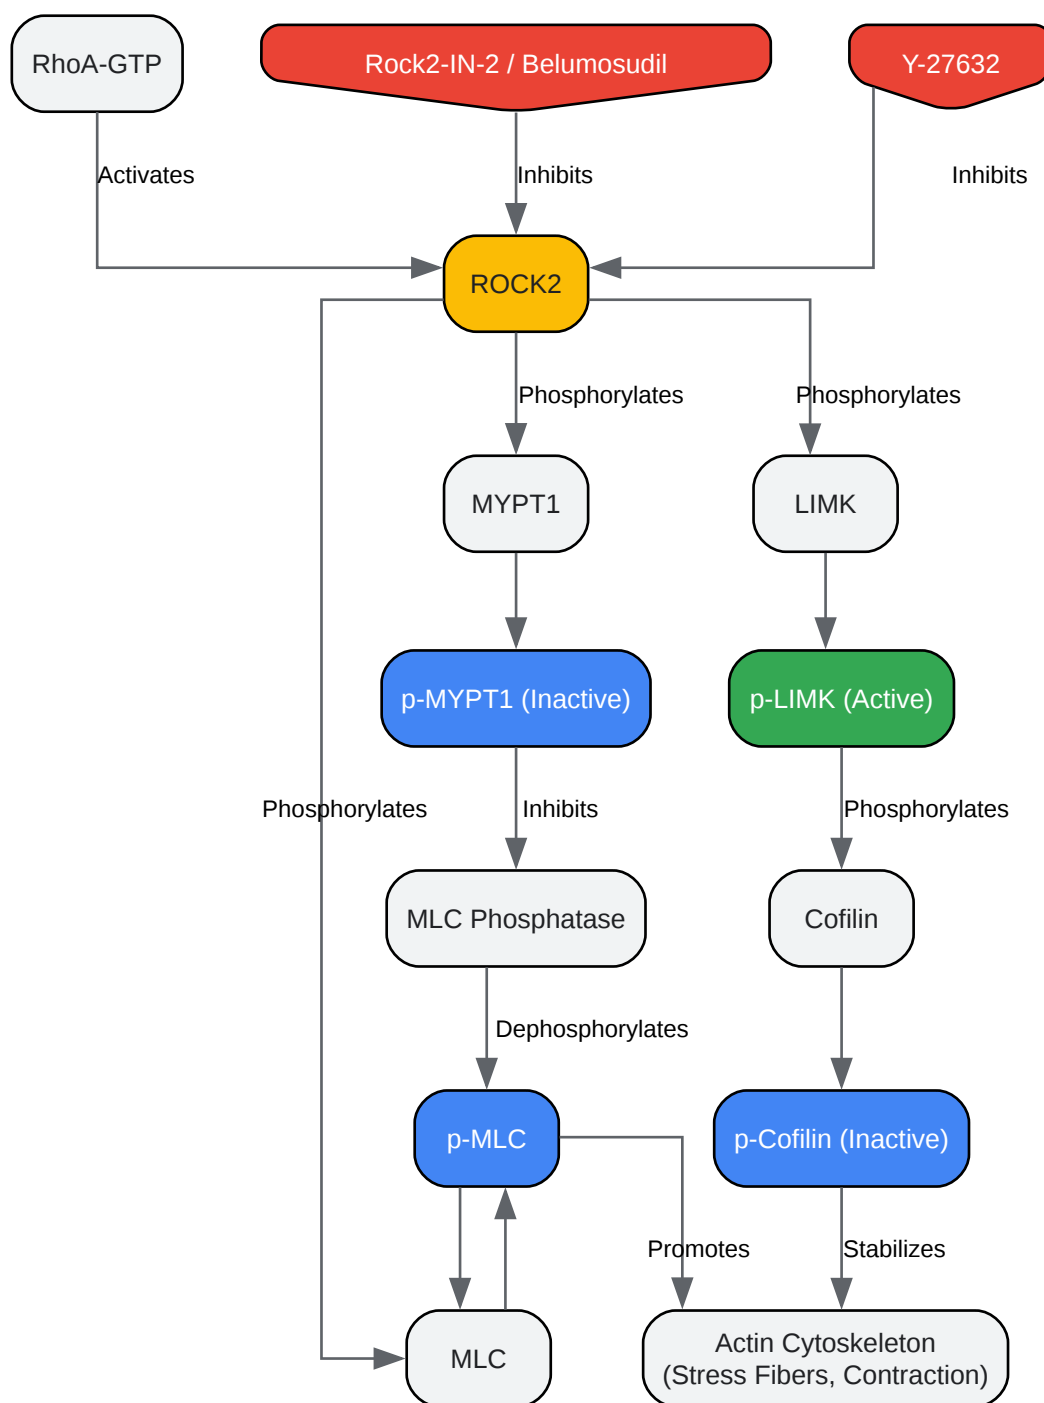 RhoA-GTP
Rock2-IN-2 / Belumosudil
Y-27632
Activates
Inhibits
Inhibits
ROCK2
Phosphorylates
Phosphorylates
MYPT1
LIMK
p-MYPT1 (Inactive)
p-LIMK (Active)
Phosphorylates
Inhibits
Phosphorylates
MLC Phosphatase
Cofilin
Dephosphorylates
p-MLC
p-Cofilin (Inactive)
Promotes
Stabilizes
MLC
Actin Cytoskeleton
(Stress Fibers, Contraction)